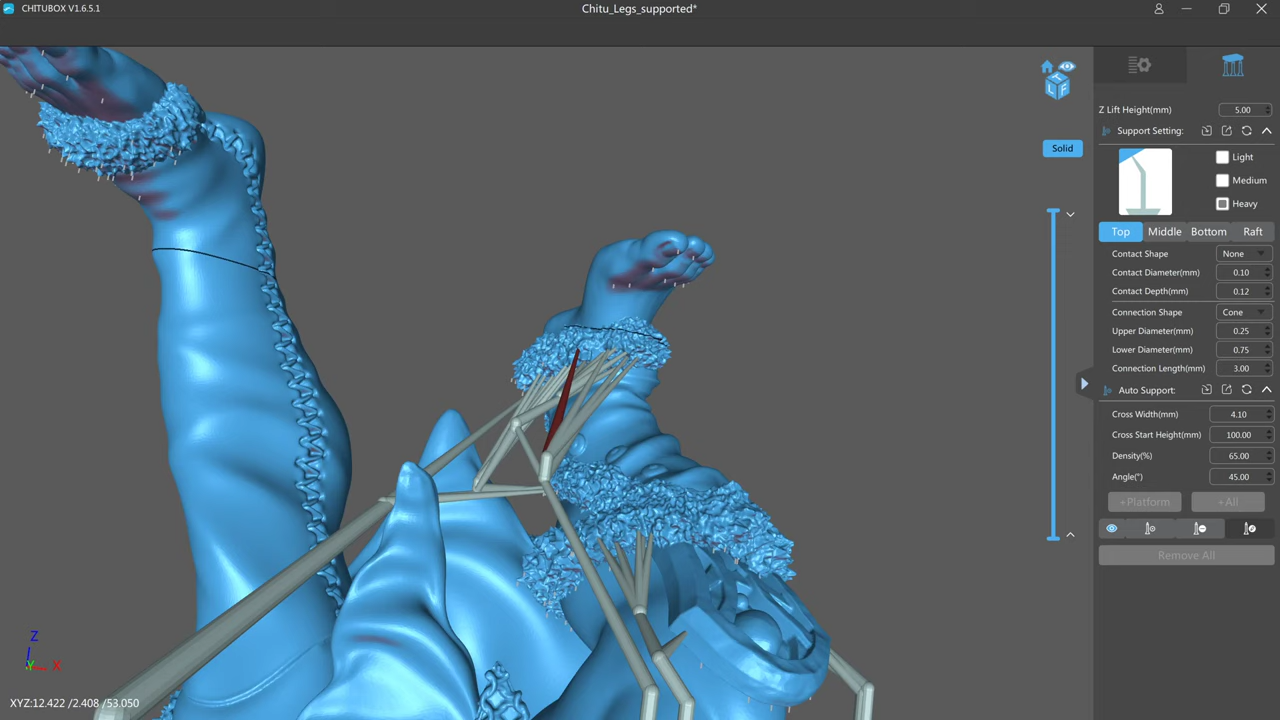 CHITUBOX V1.6.5.1
Chitu_Legs_supported*
T
L F
Solid
Z Lift Height(mm) 5.00
Support Setting:
Light
Medium
Heavy
Top Middle Bottom Raft
Contact Shape None
Contact Diameter(mm) 0.10
Contact Depth(mm) 0.12
Connection Shape Cone
Upper Diameter(mm) 0.25
Lower Diameter(mm) 0.75
Connection Length(mm) 3.00
Auto Support:
Cross Width(mm) 4.10
Cross Start Height(mm) 100.00
Density(%) 65.00
Angle(°) 45.00
+Platform +All
Remove All
Z
Y X
XYZ:12.422 /2.408 /53.050